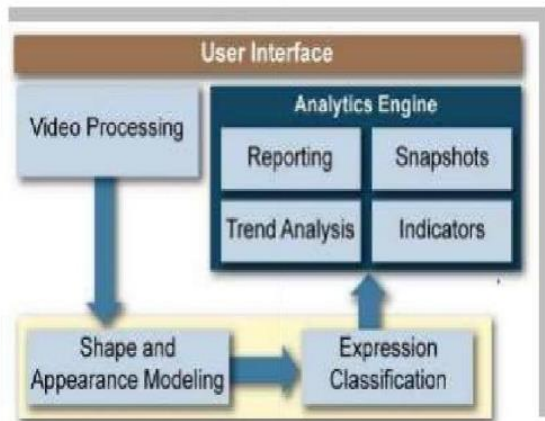 User Interface
Video Processing
Analytics Engine
Reporting
Snapshots
Trend Analysis
Indicators
Shape and
Appearance Modeling
Expression
Classification